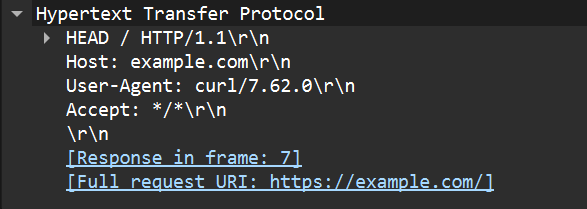 Hypertext Transfer Protocol
HEAD / HTTP/1.1\r\n
Host: example.com\r\n
User-Agent: curl/7.62.0\r\n
Accept: */*\r\n
\r\n
[Response in frame: 7]
[Full request URI: https://example.com/]